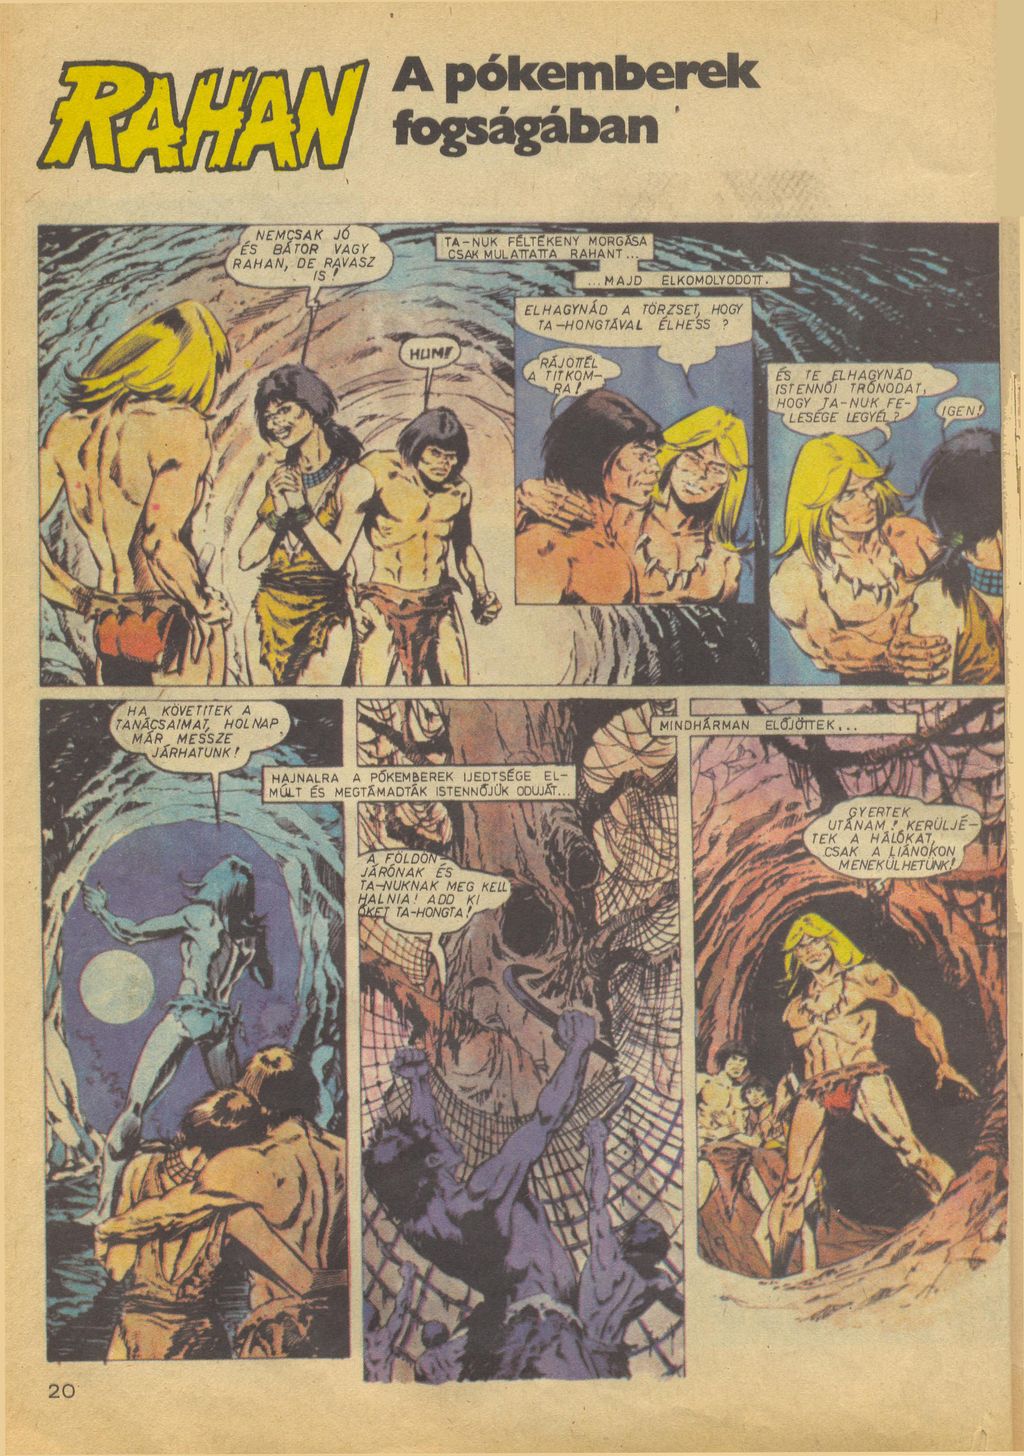 RAHAN
A pókemberek
fogságában
NEMCSAK JÓ
ÉS BÁTOR VAGY
RAHAN, DE RAVASZ
IS!
HUM!
TA-NUK FÉLTÉKENY MORGÁSA
CSAK MULATTATTA RAHANT...
...MAJD ELKOMOLYODOTT.
ELHAGYNÁD A TÖRZSET, HOGY
TA-HONGTÁVAL ÉLHESS ?
RÁJÖTTÉL
A TITKOM-
RA!
ÉS TE ELHAGYNÁD
ISTENNŐI TRÓNODAT,
HOGY TA-NUK FE-
LESÉGE LEGYÉL?
IGEN!
HA KÖVETITEK A
TANÁCSAIMAT, HOLNAP
MÁR MESSZE
JÁRHATUNK!
HAJNALRA A PÓKEMBEREK IJEDTSÉGE EL-
MÚLT ÉS MEGTÁMADTÁK ISTENNŐJÜK ODUJÁT...
A FÖLDÖN-
JÁRÓNAK ÉS
TA-NUKNAK MEG KELL
HALNIA! ADD KI
ŐKET TA-HONGTA!
MINDHÁRMAN ELŐJÖTTEK...
GYERTEK
UTÁNAM! KERÜLJÉ-
TEK A HÁLÓKAT,
CSAK A LIÁNOKON
MENEKÜLHETÜNK!
20